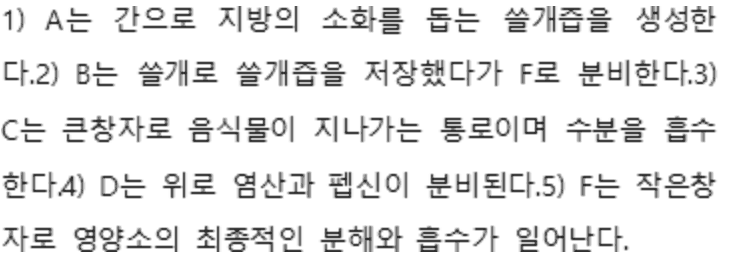 1) A는 간으로 지방의 소화를 돕는 쓸개즙을 생성한
다.2) B는 쓸개로 쓸개즙을 저장했다가 F로 분비한다.3)
C는 큰창자로 음식물이 지나가는 통로이며 수분을 흡수
한다.4) D는 위로 염산과 펩신이 분비된다.5) F는 작은창
자로 영양소의 최종적인 분해와 흡수가 일어난다.